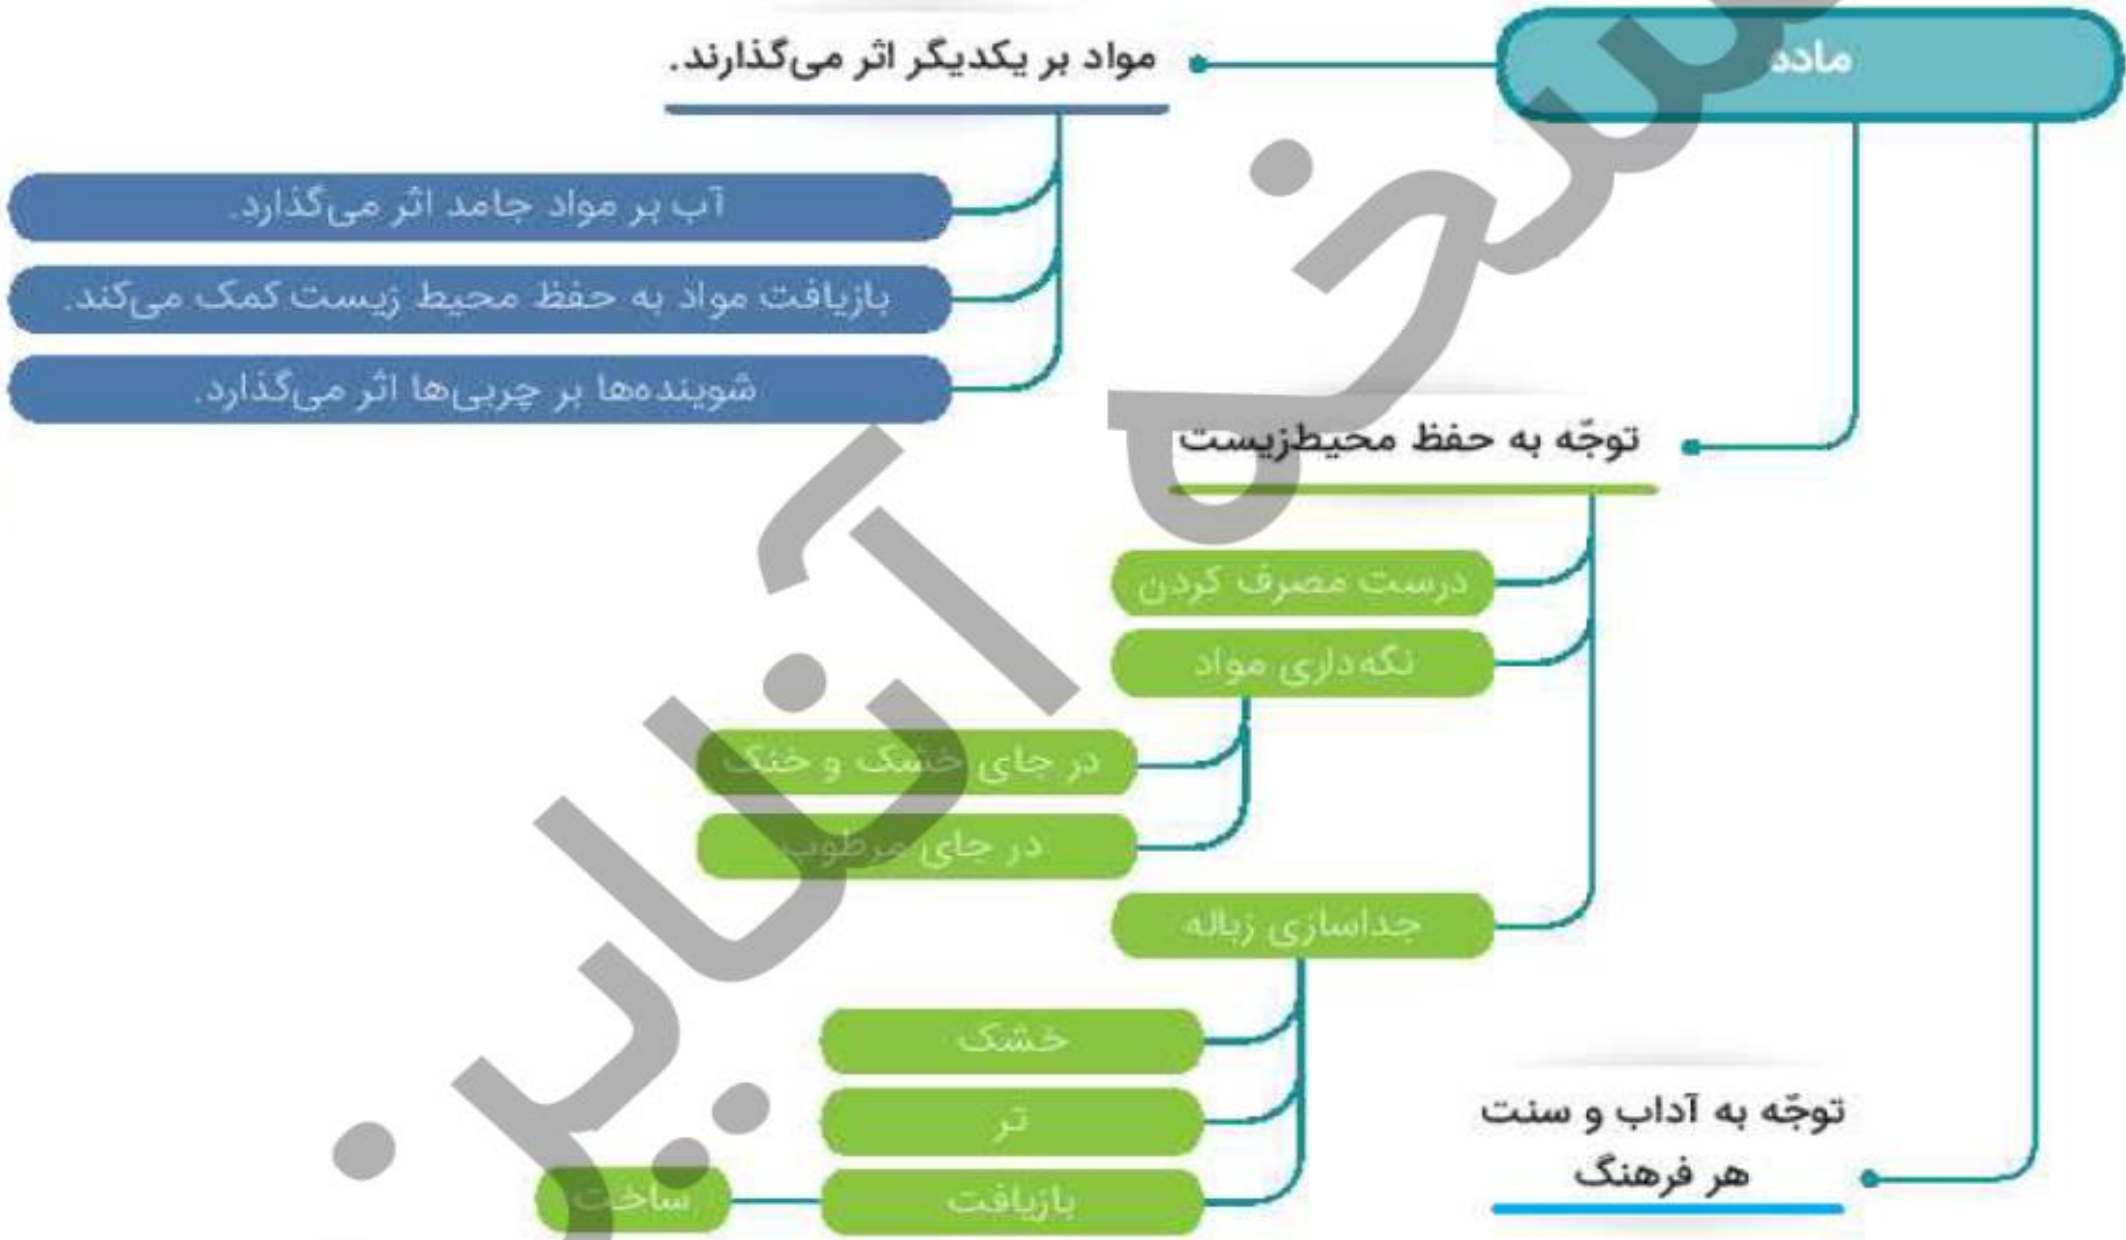 ماده
مواد بر یکدیگر اثر می‌گذارند.
آب بر مواد جامد اثر می‌گذارد.
بازیافت مواد به حفظ محیط زیست کمک می‌کند.
شوینده‌ها بر چربی‌ها اثر می‌گذارد.
توجّه به حفظ محیط‌زیست
درست مصرف کردن
نگه‌داری مواد
در جای خشک و خنک
در جای مرطوب
جداسازی زباله
خشک
تر
بازیافت
ساخت
توجّه به آداب و سنت
هر فرهنگ